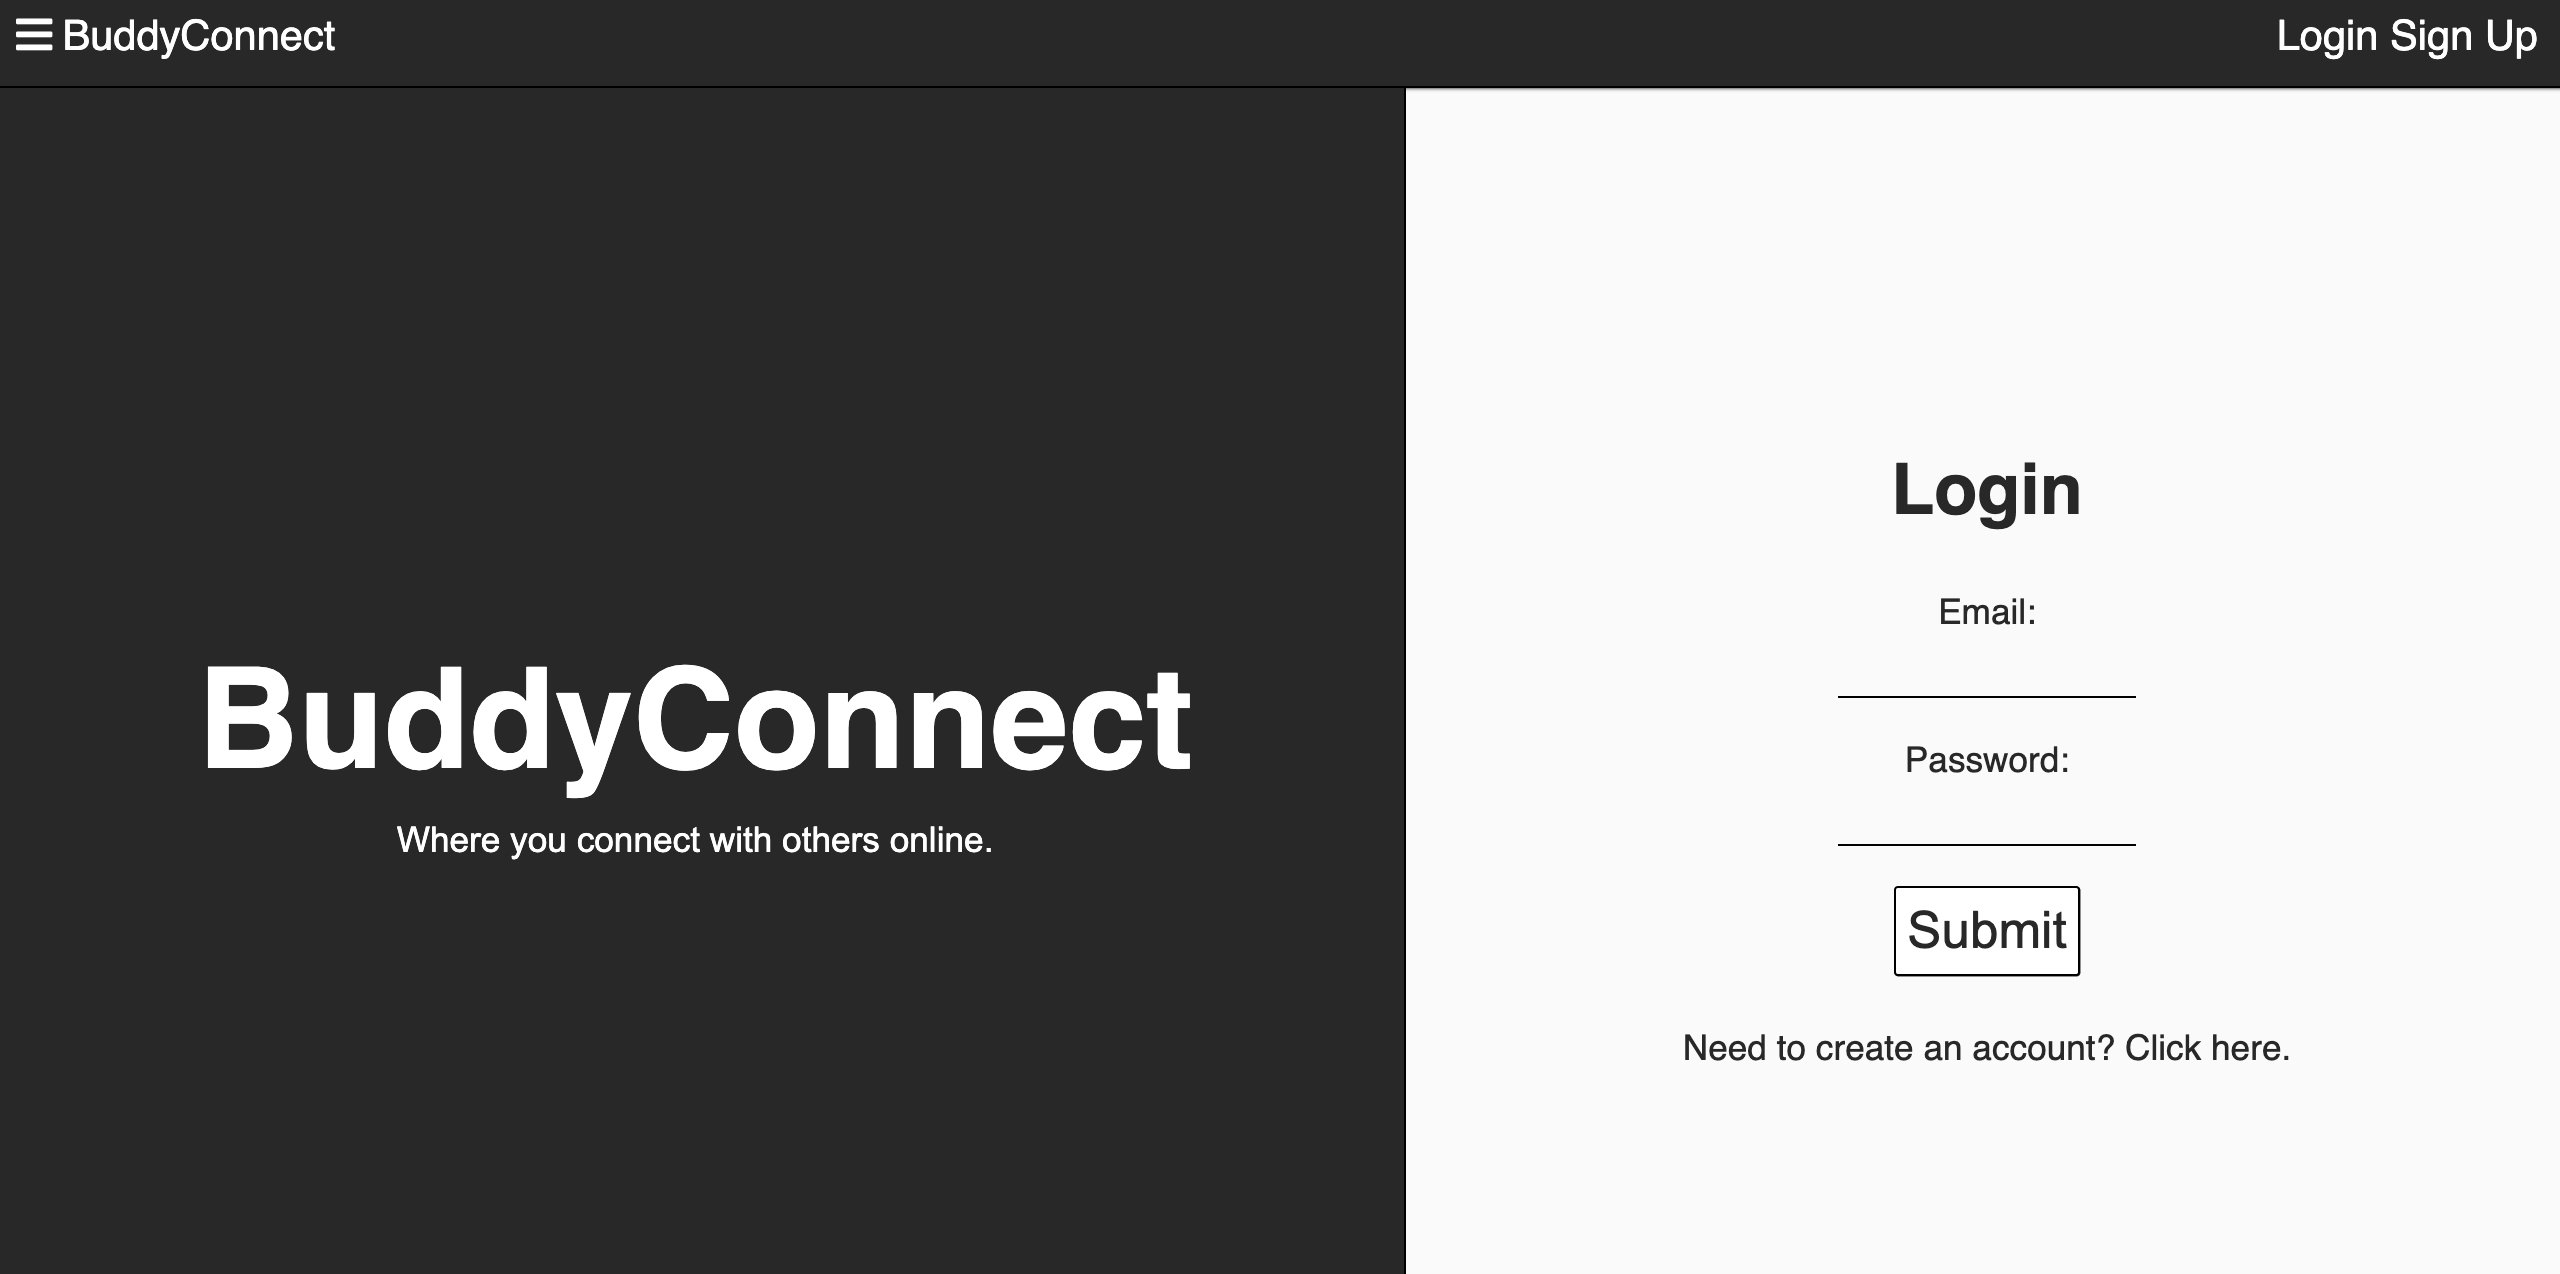 BuddyConnect
Login Sign Up
BuddyConnect
Where you connect with others online.
Login
Email:
Password:
Submit
Need to create an account? Click here.